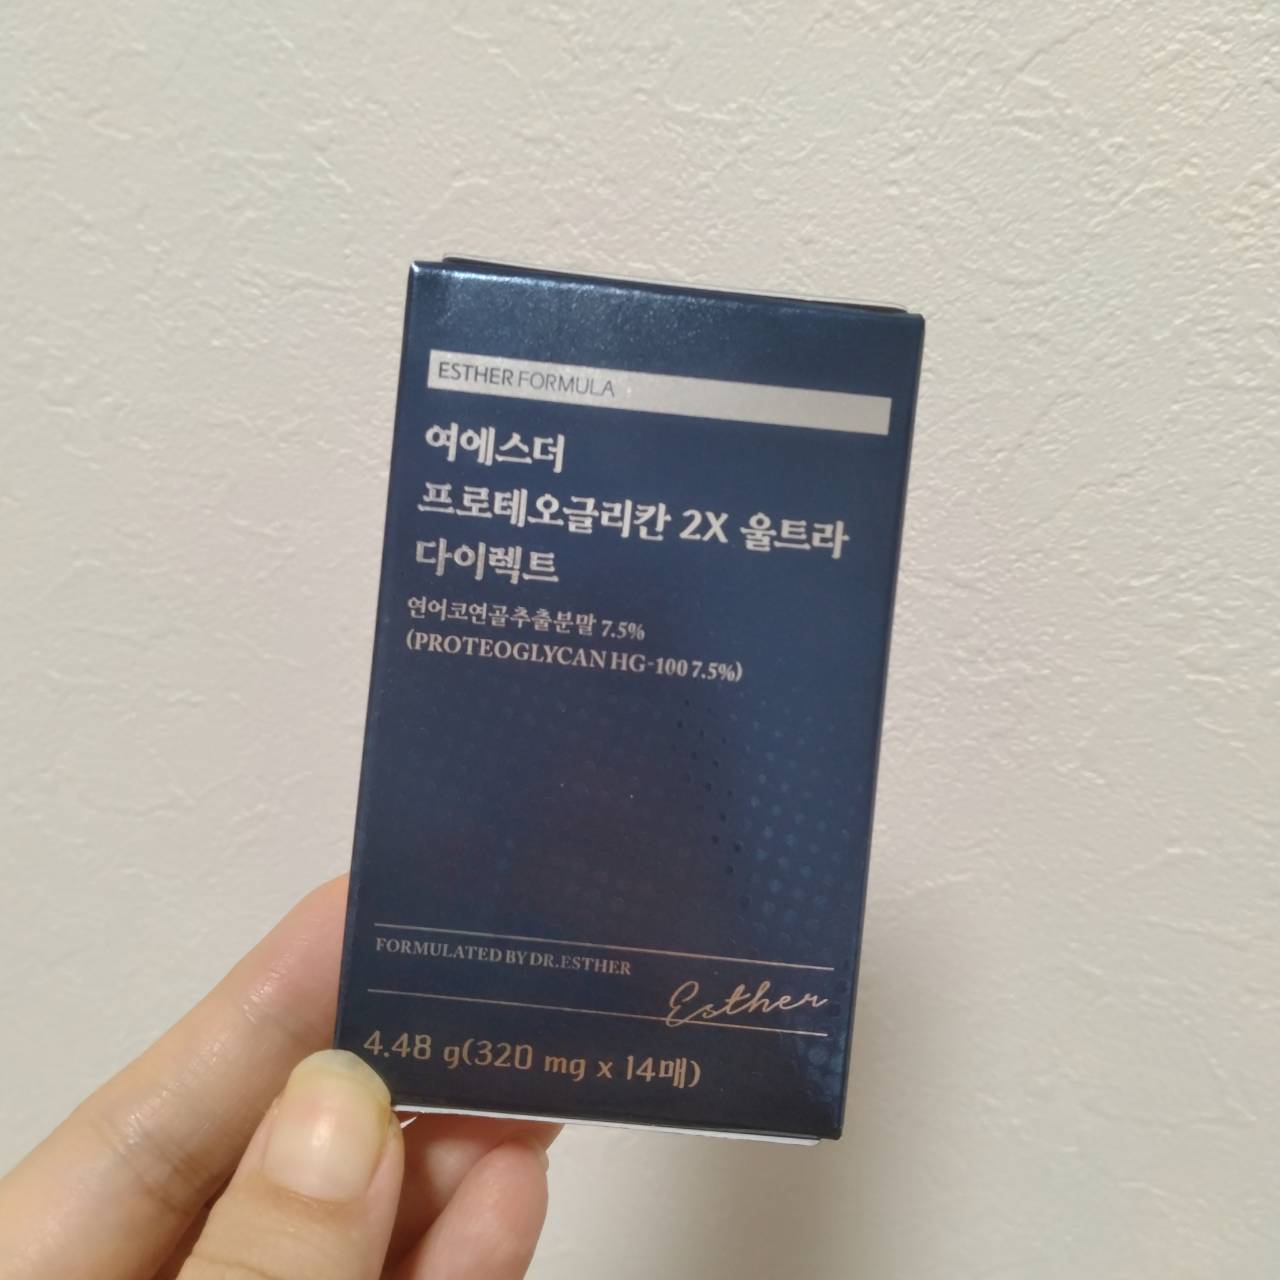 ESTHER FORMULA
여에스더
프로테오글리칸 2X 울트라
다이렉트
연어코연골추출분말 7.5%
(PROTEOGLYCAN HG-100 7.5%)
FORMULATED BY DR.ESTHER
Esther
4.48 g(320 mg x 14매)